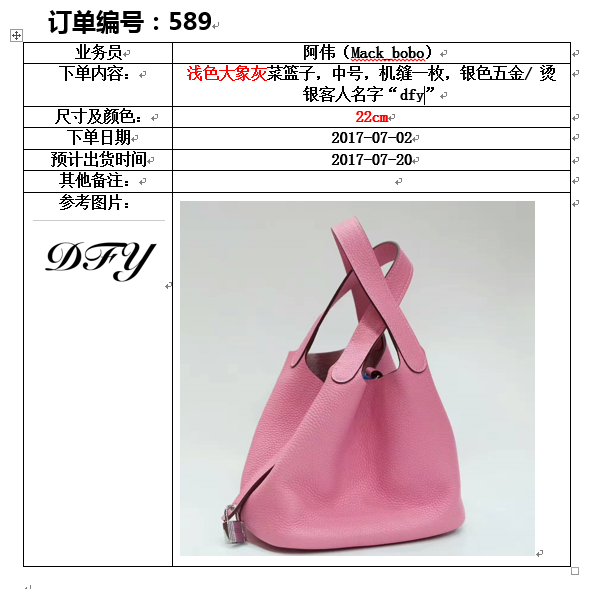 订单编号：589
业务员 阿伟（Mack_bobo）
下单内容： 浅色大象灰菜篮子，中号，机缝一枚，银色五金/ 烫
银客人名字“dfy”
尺寸及颜色： 22cm
下单日期 2017-07-02
预计出货时间 2017-07-20
其他备注：
参考图片：
DFY